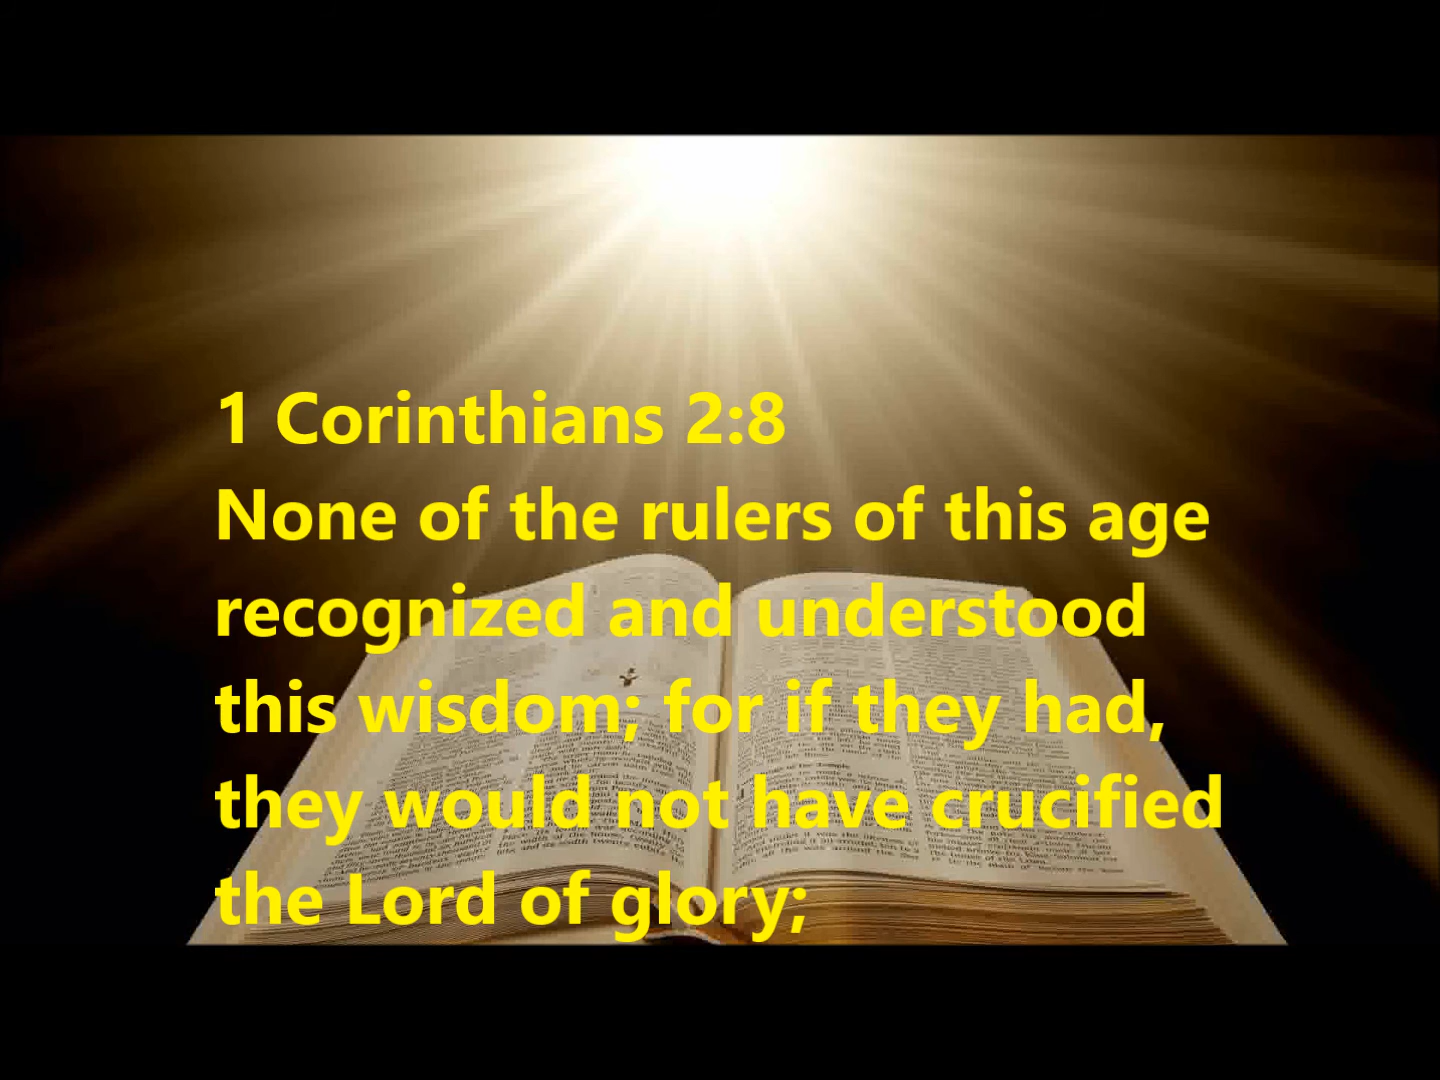 1 Corinthians 2:8
None of the rulers of this age
recognized and understood
this wisdom; for if they had,
they would not have crucified
the Lord of glory;